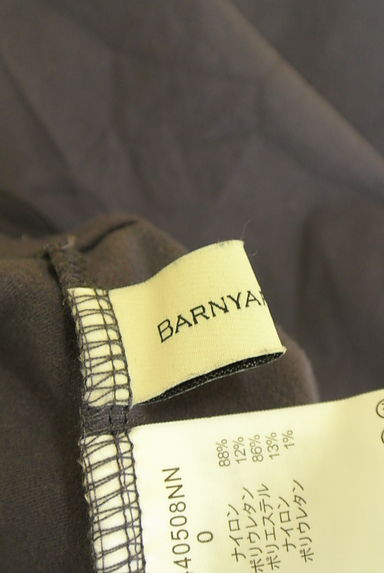 BARNYA
40508NN
0
ナイロン 88%
ポリウレタン 12%
ポリエステル 86%
ナイロン 13%
ポリウレタン 1%